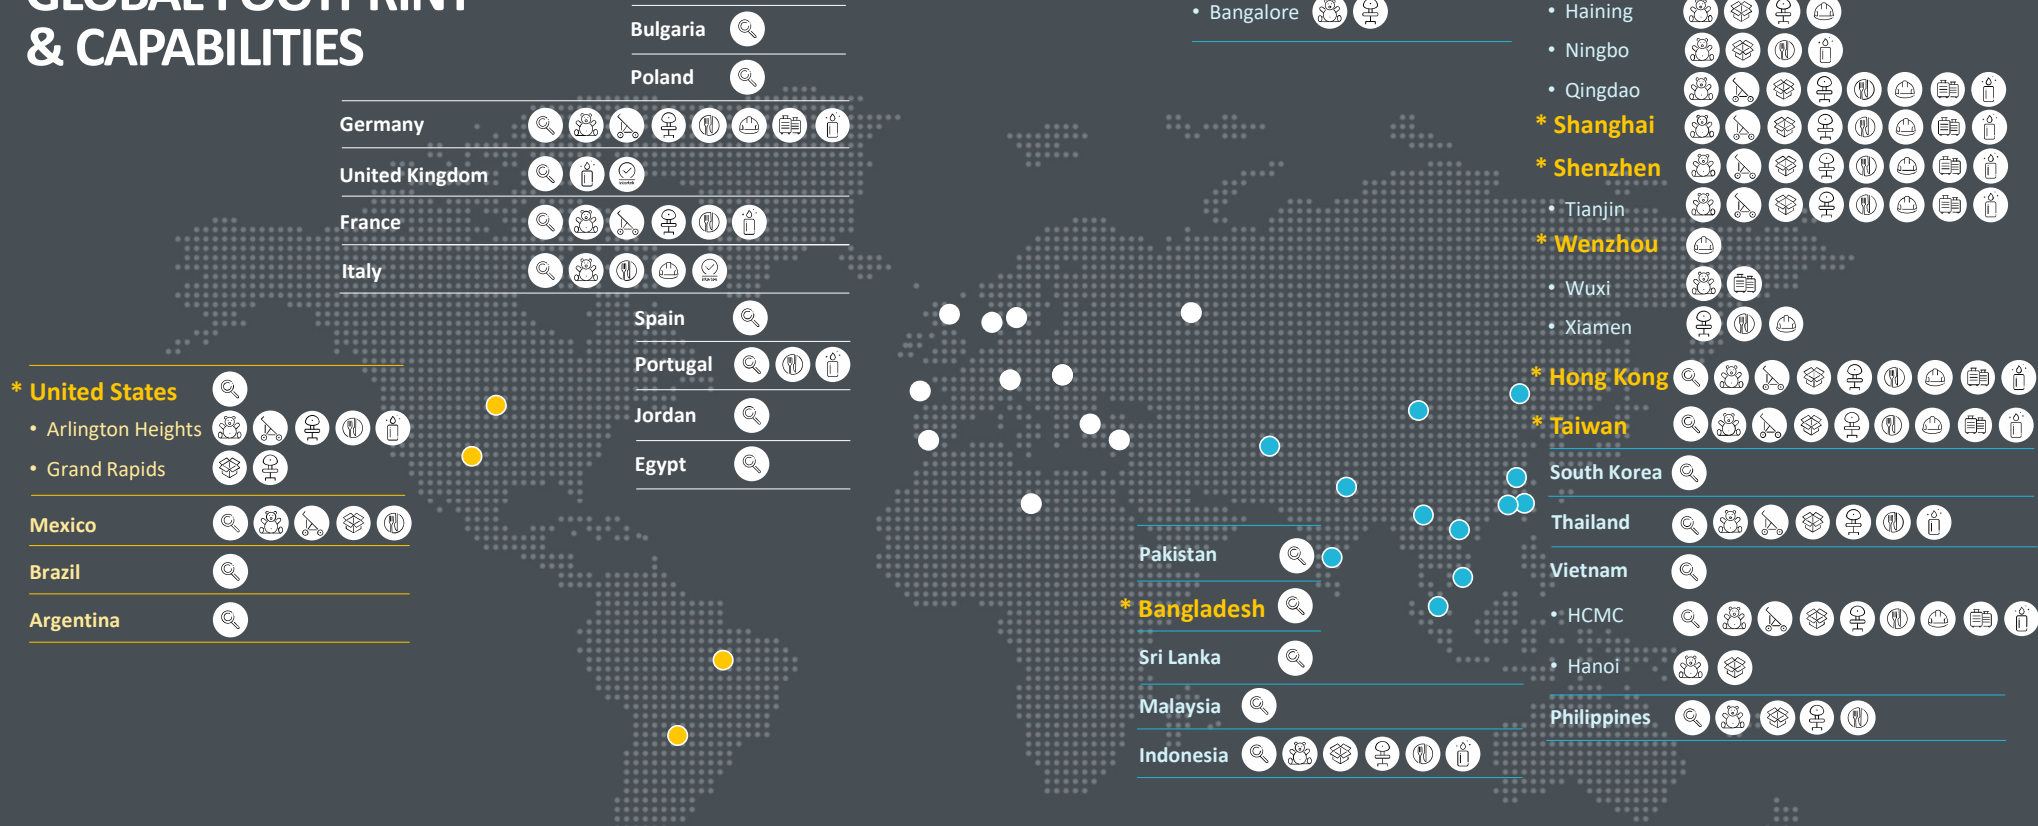 GLOBAL FOOTPRINT
& CAPABILITIES
Bulgaria
Poland
Germany
United Kingdom
France
Italy
Spain
Portugal
Jordan
Egypt
* United States
• Arlington Heights
• Grand Rapids
Mexico
Brazil
Argentina
• Bangalore
Pakistan
* Bangladesh
Sri Lanka
Malaysia
Indonesia
• Haining
• Ningbo
• Qingdao
* Shanghai
* Shenzhen
• Tianjin
* Wenzhou
• Wuxi
• Xiamen
* Hong Kong
* Taiwan
South Korea
Thailand
Vietnam
• HCMC
• Hanoi
Philippines